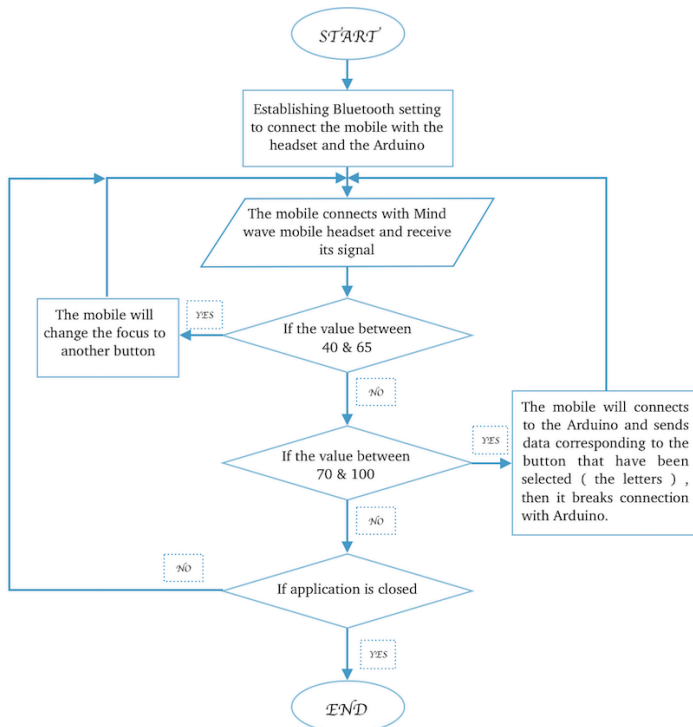 START
Establishing Bluetooth setting
to connect the mobile with the
headset and the Arduino
The mobile connects with Mind
wave mobile headset and receive
its signal
The mobile will
change the focus to
another button
YES
If the value between
40 & 65
NO
If the value between
70 & 100
YES
The mobile will connects
to the Arduino and sends
data corresponding to the
button that have been
selected ( the letters ) ,
then it breaks connection
with Arduino.
NO
NO
If application is closed
YES
END